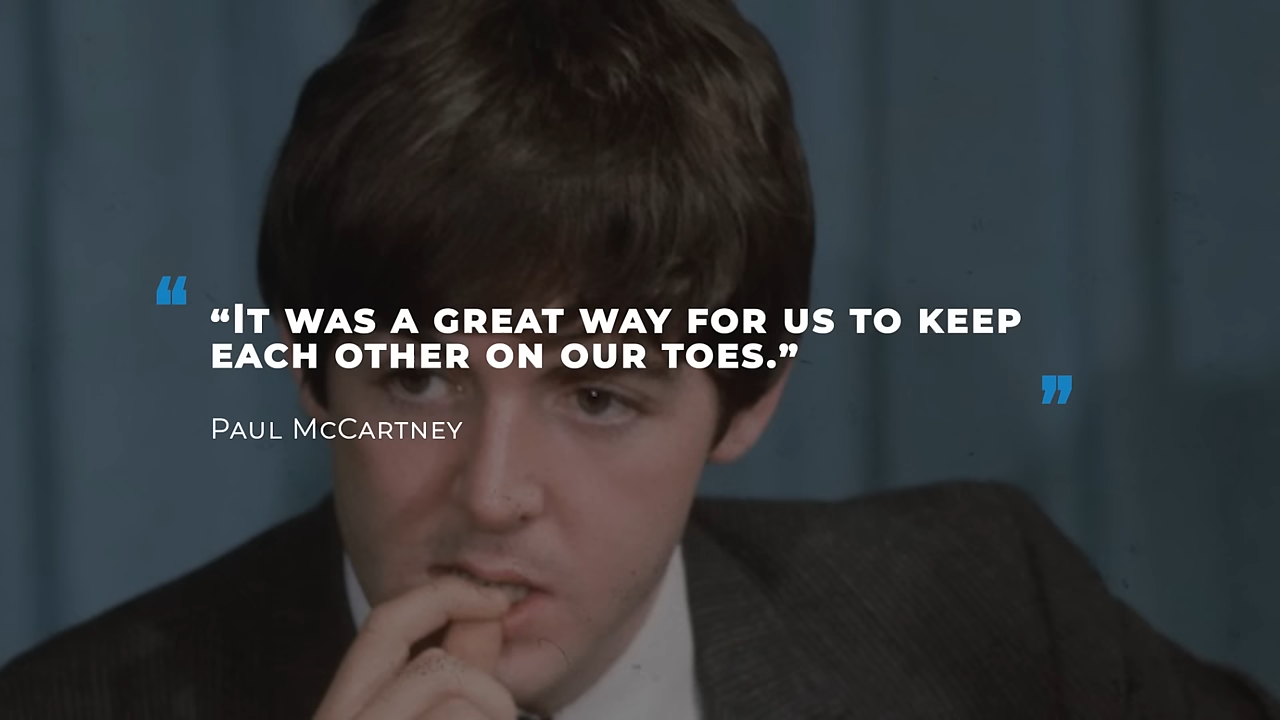 “It was a great way for us to keep
each other on our toes.”
Paul McCartney